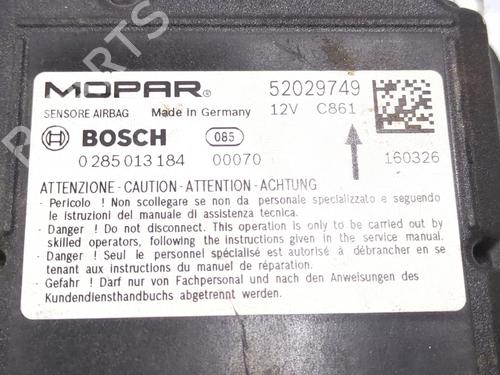 PARTS
MOPAR® 52029749
SENSORE AIRBAG Made in Germany 12V C861
BOSCH 085
0 285 013 184 00070 160326
ATTENZIONE - CAUTION - ATTENTION - ACHTUNG
- Pericolo ! Non scollegare se non da personale specializzato e seguendo
le istruzioni del manuale di assistenza tecnica.
- Danger ! Do not disconnect. This operation is only to be carried out by
skilled operators, following the instructions given in the service manual.
- Danger ! Seul le personnel spécialisé est autorisé à débrancher en se
tenant aux instructions du manuel de réparation.
- Gefahr ! Darf nur von Fachpersonal und nach den Anweisungen des
Kundendiensthandbuchs abgetrennt werden.